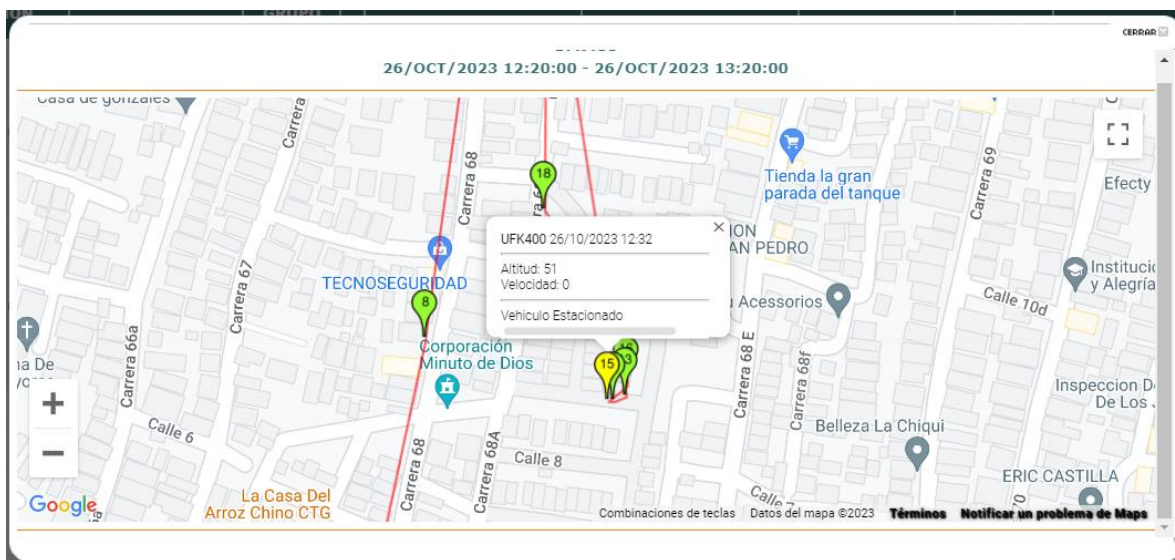 GRUPO
CERRAR
26/OCT/2023 12:20:00 - 26/OCT/2023 13:20:00
Casa de gonzales
Carrera
Carrera 68
18
Tienda la gran
parada del tanque
Carrera 69
Efecty
UFK400 26/10/2023 12:32
Altitud: 51
Velocidad: 0
Vehiculo Estacionado
ION
AN PEDRO
TECNOSEGURIDAD
8
Carrera 67
Acessorios
Calle 10d
Institució
y Alegría
Carrera 66a
Corporación
Minuto de Dios
15
Carrera 68 E
Carrera 68f
Inspeccion D
De Los
Calle 6
Carrera 68
Carrera 68A
Calle 8
Belleza La Chiqui
ERIC CASTILLA
La Casa Del
Arroz Chino CTG
Google
Combinaciones de teclas
Datos del mapa ©2023
Términos
Notificar un problema de Maps